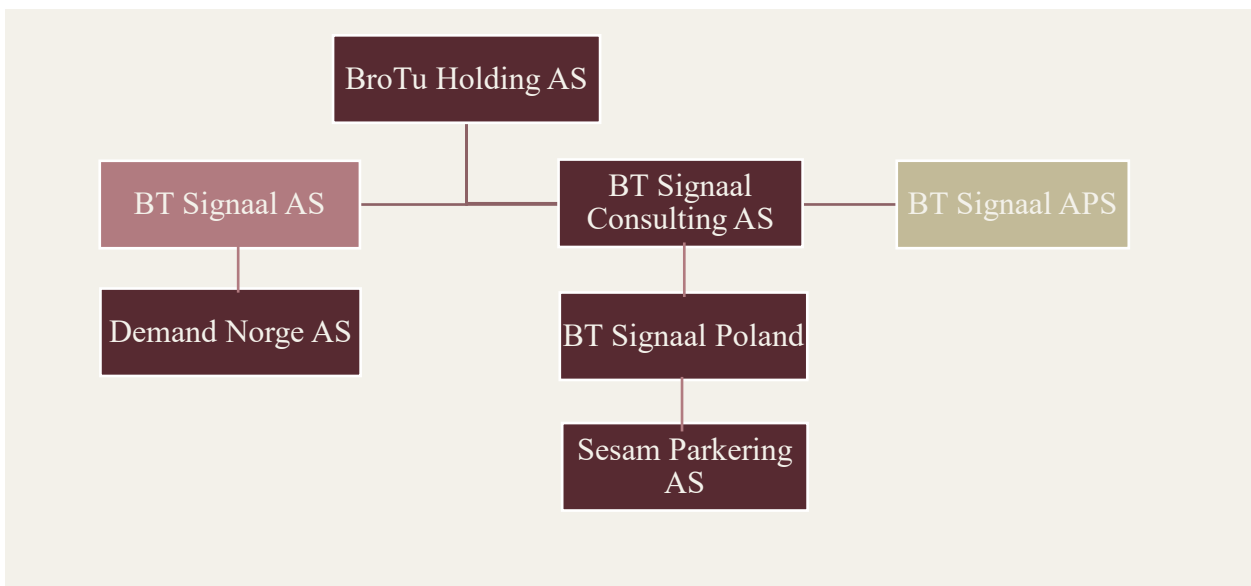 BroTu Holding AS
BT Signaal AS
BT Signaal
Consulting AS
BT Signaal APS
Demand Norge AS
BT Signaal Poland
Sesam Parkering
AS